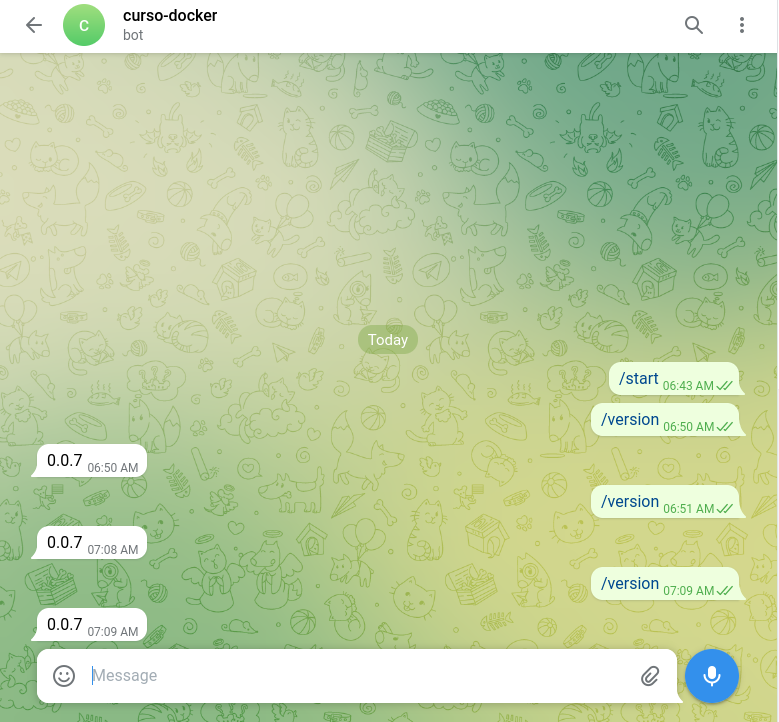 C
curso-docker
bot
Today
/start 06:43 AM
/version 06:50 AM
0.0.7 06:50 AM
/version 06:51 AM
0.0.7 07:08 AM
/version 07:09 AM
0.0.7 07:09 AM
Message